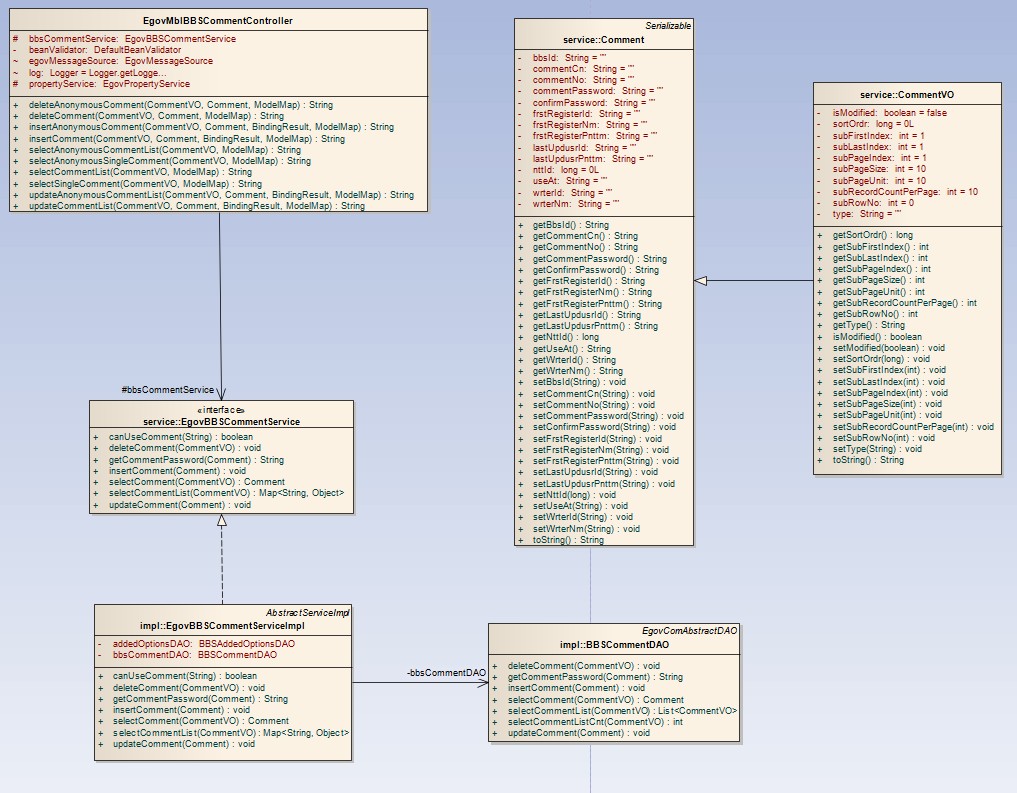 EgovMblBBSCommentController
# bbsCommentService: EgovBBSCommentService
- beanValidator: DefaultBeanValidator
~ egovMessageSource: EgovMessageSource
~ log: Logger = Logger.getLogge...
# propertyService: EgovPropertyService
+ deleteAnonymousComment(CommentVO, Comment, ModelMap) : String
+ deleteComment(CommentVO, Comment, ModelMap) : String
+ insertAnonymousComment(CommentVO, Comment, BindingResult, ModelMap) : String
+ insertComment(Comment VO, Comment, BindingResult, ModelMap) : String
+ selectAnonymousCommentList(CommentVO, ModelMap) : String
+ selectAnonymousSingleComment(CommentVO, ModelMap) : String
+ selectCommentList(CommentVO, ModelMap) : String
+ selectSingleComment(CommentVO, ModelMap) : String
+ updateAnonymousCommentList(CommentVO, Comment, BindingResult, ModelMap) : String
+ updateCommentList(CommentVO, Comment, BindingResult, ModelMap) : String
#bbsCommentService
«interface»
service::EgovBBSCommentService
+ canUseComment(String) : boolean
+ deleteComment(CommentVO) : void
+ getCommentPassword(Comment) : String
+ insertComment(Comment) : void
+ selectComment(CommentVO) : Comment
+ selectCommentList(CommentVO) : Map<String, Object>
+ updateComment(Comment) : void
AbstractServiceImpl
impl::EgovBBSCommentServiceImpl
- addedOptionsDAO: BBSAddedOptionsDAO
- bbsCommentDAO: BBSCommentDAO
+ canUseComment(String) : boolean
+ deleteComment(CommentVO) : void
+ getCommentPassword(Comment) : String
+ insertComment(Comment) : void
+ selectComment(CommentVO) : Comment
+ selectCommentList(CommentVO) : Map<String, Object>
+ updateComment(Comment) : void
-bbsCommentDAO
EgovComAbstractDAO
impl::BBSCommentDAO
+ deleteComment(CommentVO) : void
+ getCommentPassword(Comment) : String
+ insertComment(Comment) : void
+ selectComment(CommentVO) : Comment
+ selectCommentList(CommentVO) : List<CommentVO>
+ selectCommentListCnt(CommentVO) : int
+ updateComment(Comment) : void
Serializable
service::Comment
- bbsId: String = ""
- commentCn: String = ""
- commentNo: String = ""
- commentPassword: String = ""
- confirmPassword: String = ""
- frstRegisterId: String = ""
- frstRegisterNm: String = ""
- frstRegisterPnttm: String = ""
- lastUpdusrId: String = ""
- lastUpdusrPnttm: String = ""
- nttId: long = 0L
- useAt: String = ""
- wrterId: String = ""
- wrterNm: String = ""
+ getBbsId() : String
+ getCommentCn() : String
+ getCommentNo() : String
+ getCommentPassword() : String
+ getConfirmPassword() : String
+ getFrstRegisterId() : String
+ getFrstRegisterNm() : String
+ getFrstRegisterPnttm() : String
+ getLastUpdusrId() : String
+ getLastUpdusrPnttm() : String
+ getNttId() : long
+ getUseAt() : String
+ getWrterId() : String
+ getWrterNm() : String
+ setBbsId(String) : void
+ setCommentCn(String) : void
+ setCommentNo(String) : void
+ setCommentPassword(String) : void
+ setConfirmPassword(String) : void
+ setFrstRegisterId(String) : void
+ setFrstRegisterNm(String) : void
+ setFrstRegisterPnttm(String) : void
+ setLastUpdusrId(String) : void
+ setLastUpdusrPnttm(String) : void
+ setNttId(long) : void
+ setUseAt(String) : void
+ setWrterId(String) : void
+ setWrterNm(String) : void
+ toString() : String
service::CommentVO
- isModified: boolean = false
- sortOrdr: long = 0L
- subFirstIndex: int = 1
- subLastIndex: int = 1
- subPageIndex: int = 1
- subPageSize: int = 10
- subPageUnit: int = 10
- subRecordCountPerPage: int = 10
- subRowNo: int = 0
- type: String = ""
+ getSortOrdr() : long
+ getSubFirstIndex() : int
+ getSubLastIndex() : int
+ getSubPageIndex() : int
+ getSubPageSize() : int
+ getSubPageUnit() : int
+ getSubRecordCountPerPage() : int
+ getSubRowNo() : int
+ getType() : String
+ isModified() : boolean
+ setModified(boolean) : void
+ setSortOrdr(long) : void
+ setSubFirstIndex(int) : void
+ setSubLastIndex(int) : void
+ setSubPageIndex(int) : void
+ setSubPageSize(int) : void
+ setSubPageUnit(int) : void
+ setSubRecordCountPerPage(int) : void
+ setSubRowNo(int) : void
+ setType(String) : void
+ toString() : String